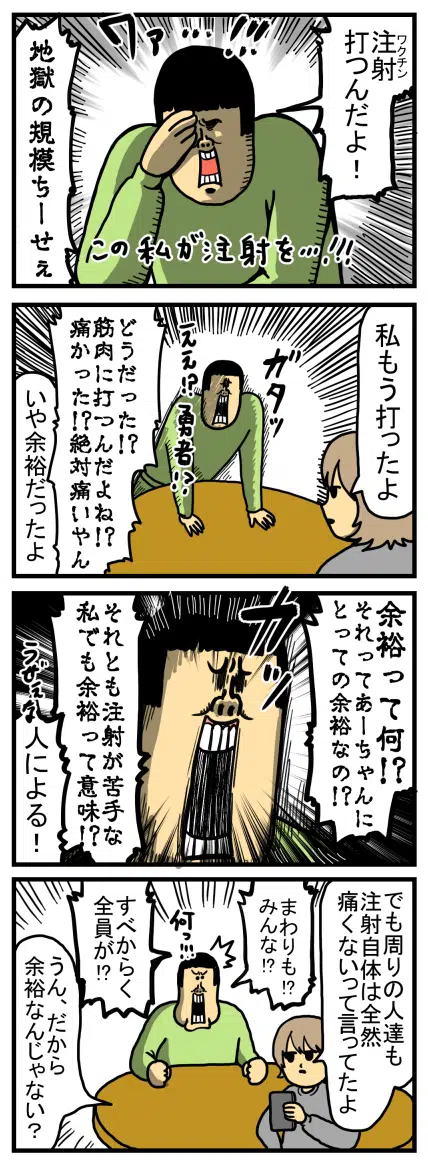 注射
ワクチン
打つんだよ!
ワァ…!!!
地獄の規模ちーせぇ
この私が注射を…!!!
私もう打ったよ
ガタッ
ええ!?勇者!?
どうだった!?
筋肉に打つんだよね!?
痛かった!?絶対痛いやん
いや余裕だったよ
余裕って何!?
それってあーちゃんに
とっての余裕なの!?
ガッ
それとも注射が苦手な
私でも余裕って意味!?
うぜぇな
人による!
でも周りの人達も
注射自体は全然
痛くないって言ってたよ
まわりも!?
みんな!?
何っ!!!
すべからく
全員が!?
うん、だから
余裕なんじゃない?